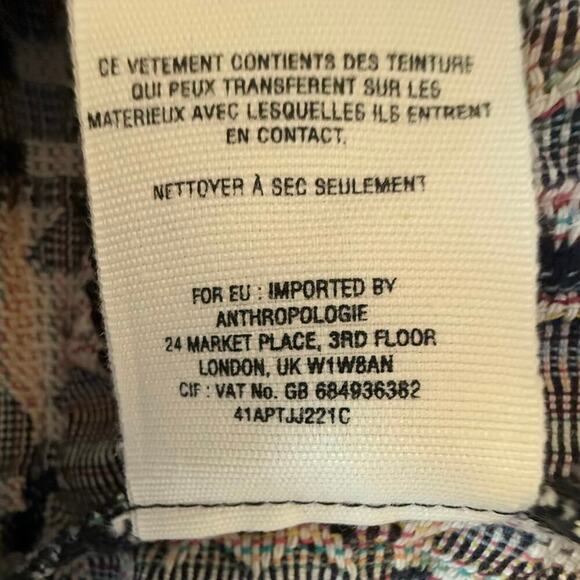 CE VETEMENT CONTIENTS DES TEINTURE
QUI PEUX TRANSFERENT SUR LES
MATERIEUX AVEC LESQUELLES ILS ENTRENT
EN CONTACT.
NETTOYER À SEC SEULEMENT
FOR EU : IMPORTED BY
ANTHROPOLOGIE
24 MARKET PLACE, 3RD FLOOR
LONDON, UK W1W8AN
CIF : VAT No. GB 684936382
41APTJJ221C